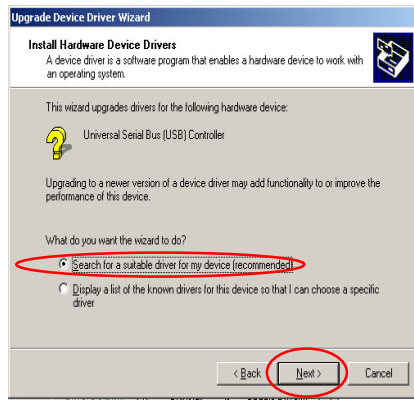 Upgrade Device Driver Wizard
Install Hardware Device Drivers
A device driver is a software program that enables a hardware device to work with
an operating system.
This wizard upgrades drivers for the following hardware device:
Universal Serial Bus (USB) Controller
Upgrading to a newer version of a device driver may add functionality to or improve the
performance of this device.
What do you want the wizard to do?
Search for a suitable driver for my device (recommended)
Display a list of the known drivers for this device so that I can choose a specific
driver
< Back Next > Cancel